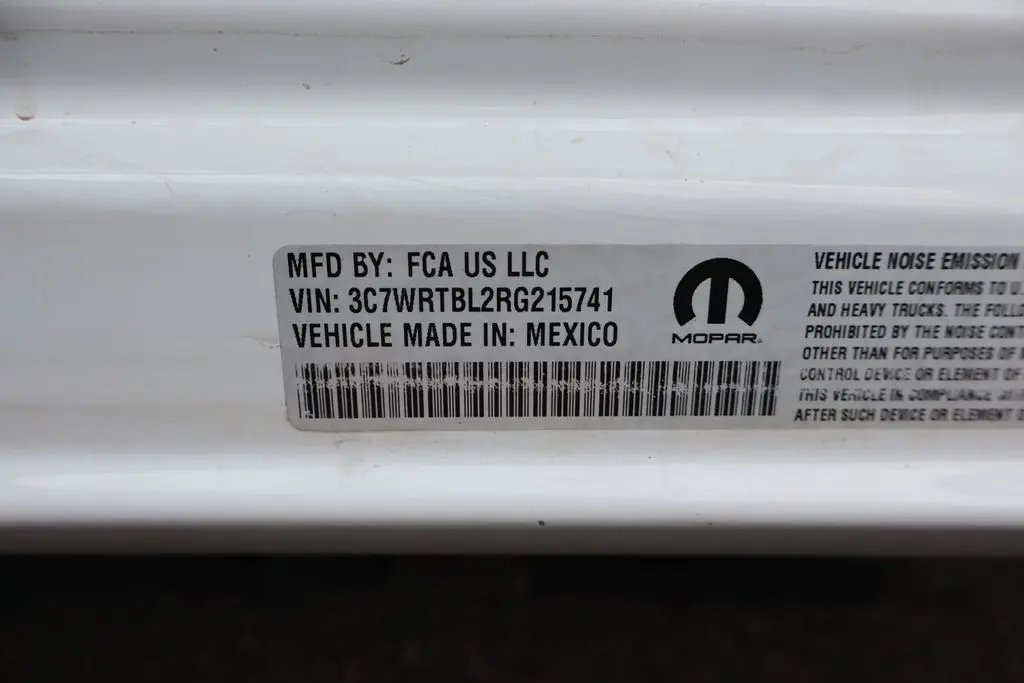 MFD BY: FCA US LLC
VIN: 3C7WRTBL2RG215741
VEHICLE MADE IN: MEXICO
MOPAR
VEHICLE NOISE EMISSION
THIS VEHICLE CONFORMS TO U.
AND HEAVY TRUCKS. THE
PROHIBITED BY THE NOISE
OTHER THAN FOR PURPOSES OF
CONTROL DEVICE OR ELEMENT OF
THIS VEHICLE IN COMPLIANCE
AFTER SUCH DEVICE OR ELEMENT